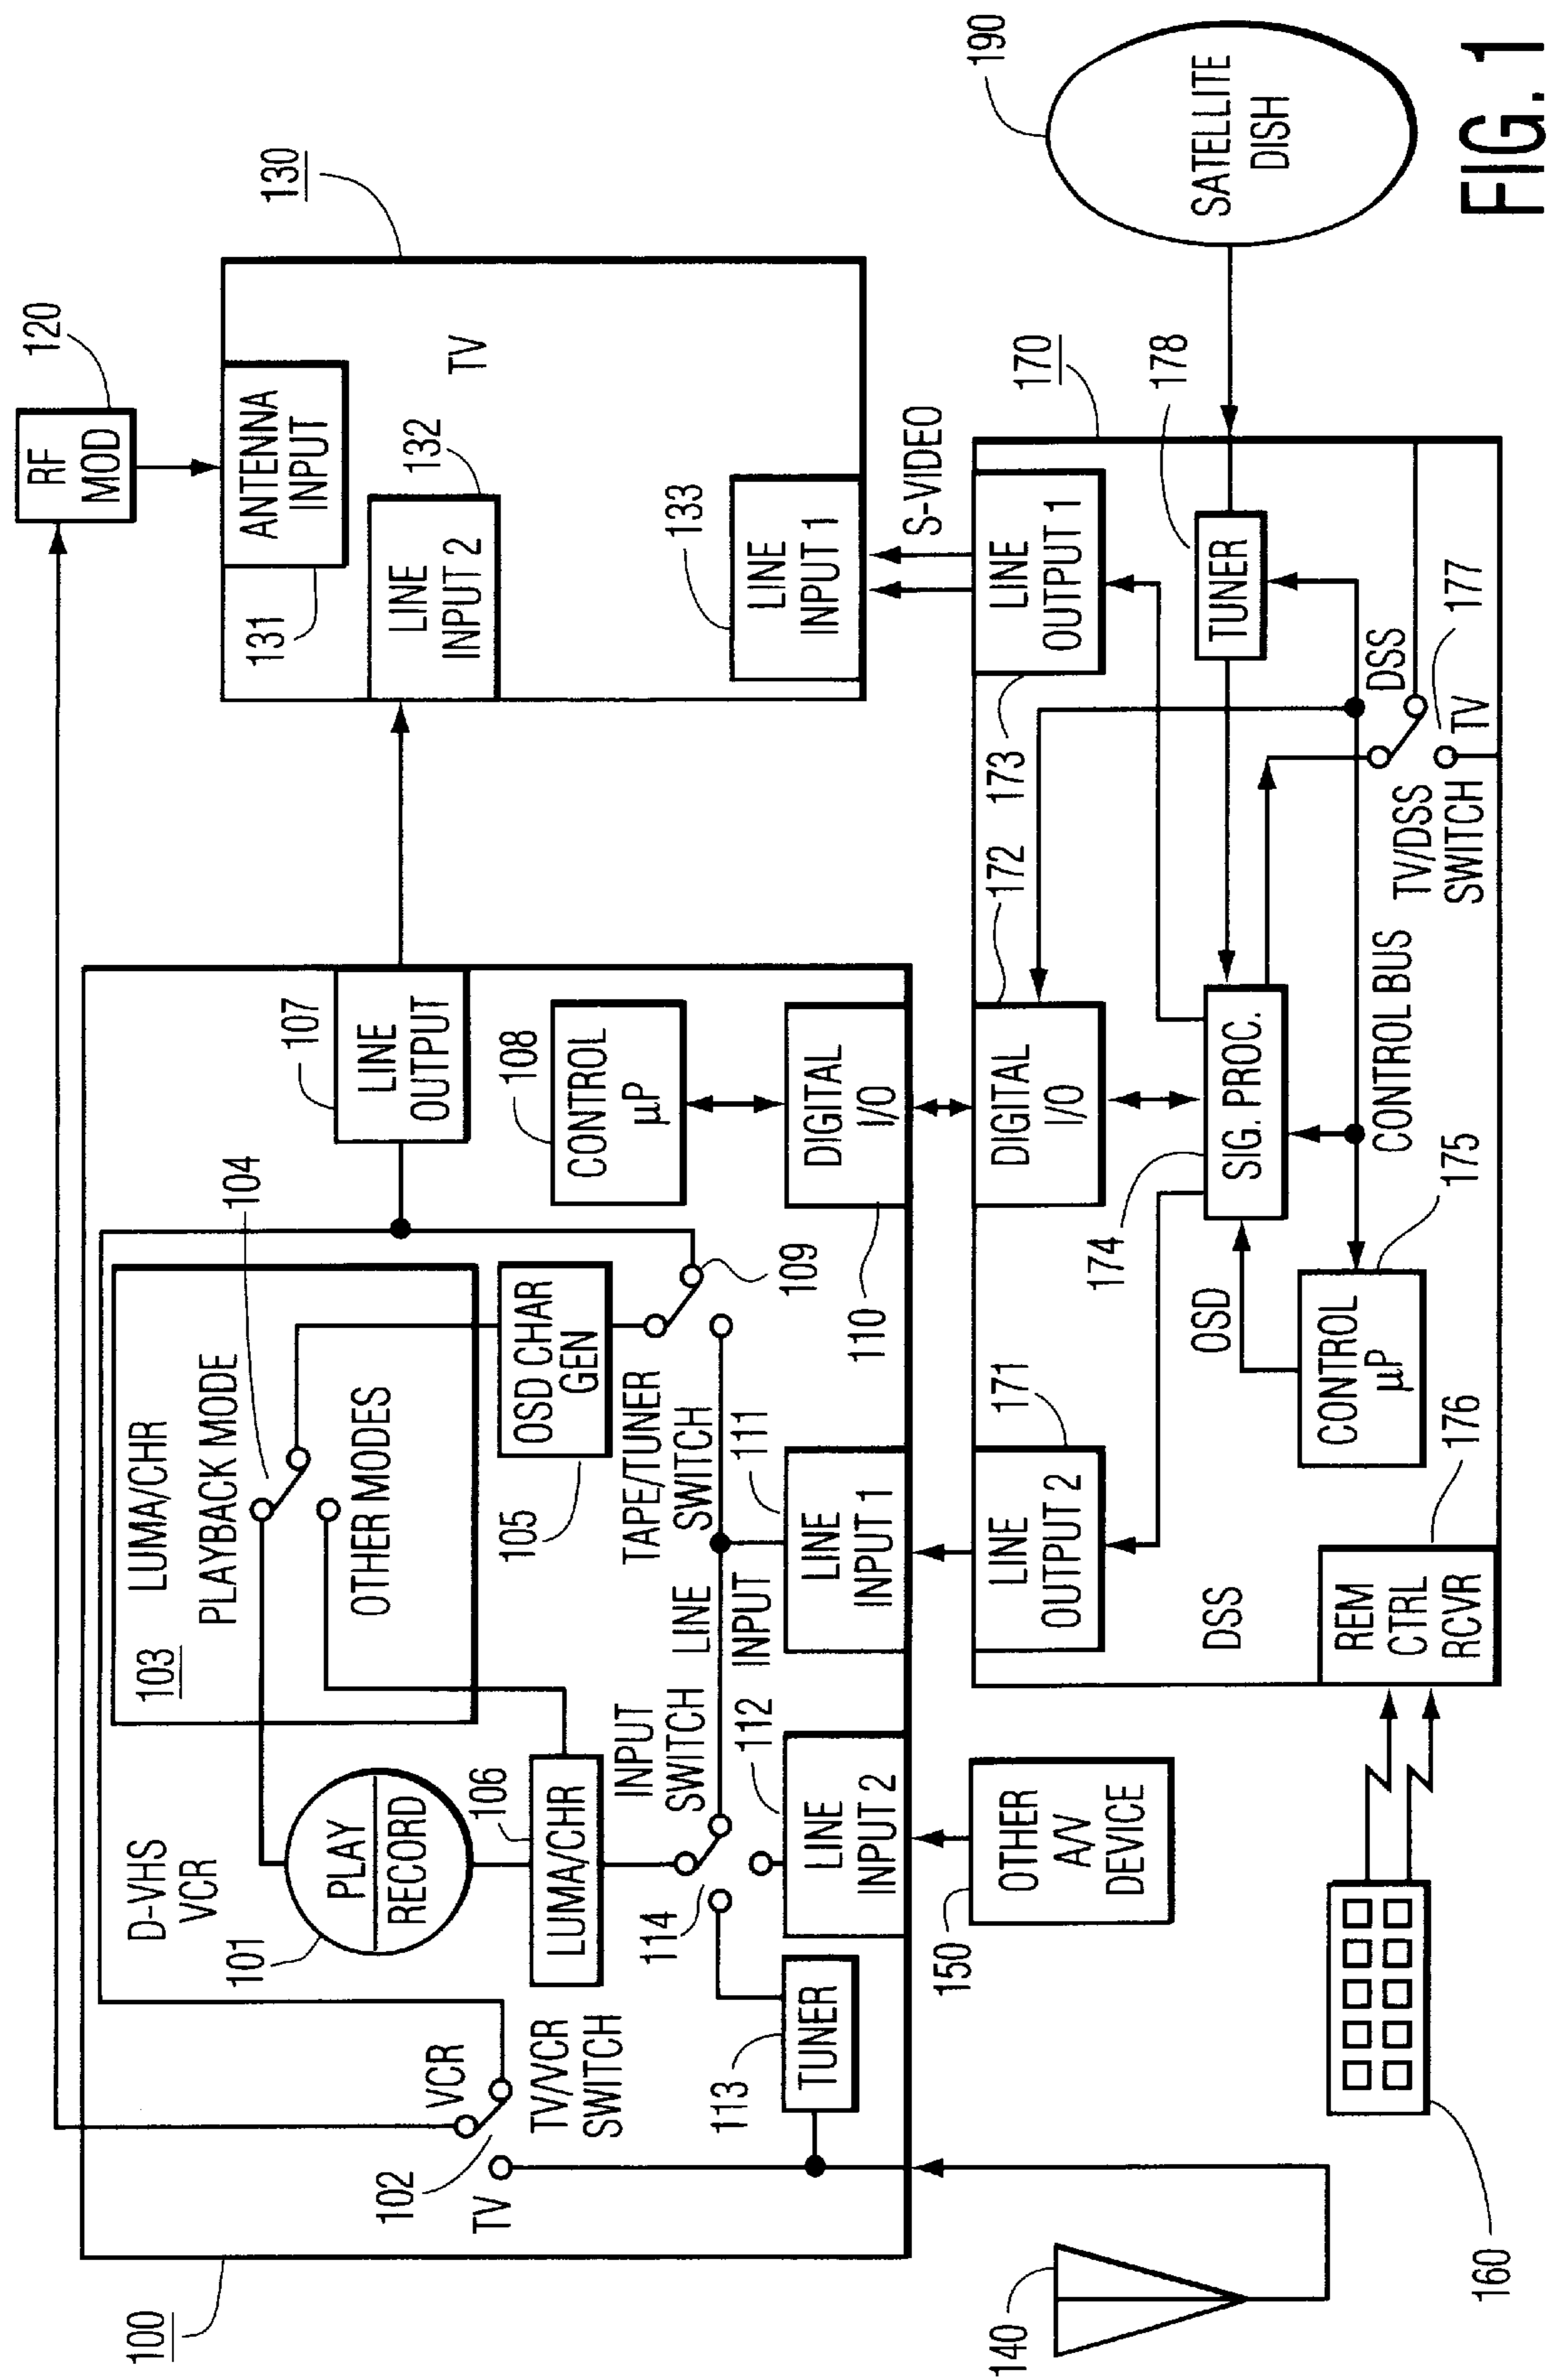 100
D-VHS
VCR
101
PLAY
RECORD
103
LUMA/CHR
PLAYBACK MODE
OTHER MODES
104
102
VCR
TV
TV/VCR
SWITCH
106
LUMA/CHR
OSD CHAR
GEN
105
TAPE/TUNER
SWITCH
109
107
LINE
OUTPUT
108
CONTROL
μP
DIGITAL
I/O
110
INPUT
SWITCH
114
LINE
INPUT
111
LINE
INPUT 1
112
LINE
INPUT 2
113
TUNER
120
RF
MOD
130
TV
ANTENNA
INPUT
131
LINE
INPUT 2
132
133
LINE
INPUT 1
S-VIDEO
140
150
OTHER
A/V
DEVICE
160
170
DSS
171
LINE
OUTPUT 2
172
DIGITAL
I/O
173
LINE
OUTPUT 1
174
SIG. PROC.
OSD
CONTROL
μP
175
CONTROL BUS
REM
CTRL
RCVR
176
TV/DSS
SWITCH
DSS
TV
177
TUNER
178
190
SATELLITE
DISH
FIG. 1